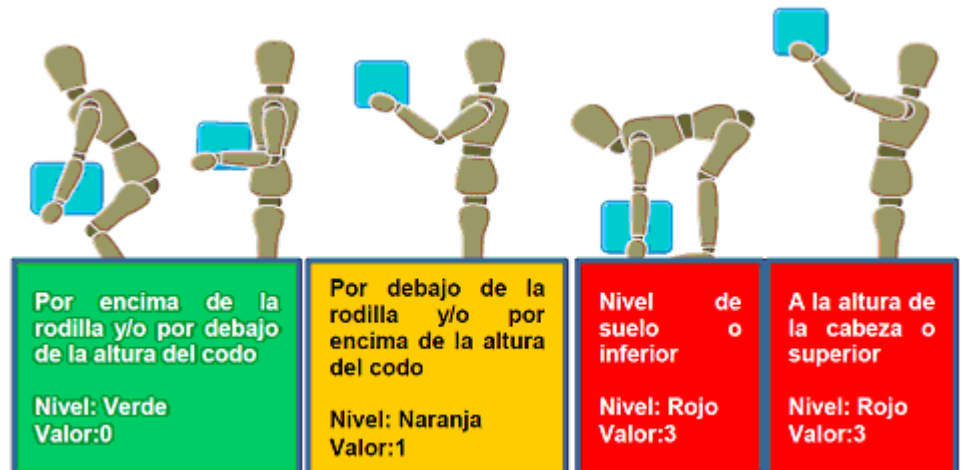 Por encima de la
rodilla y/o por debajo
de la altura del codo
Nivel: Verde
Valor:0
Por debajo de la
rodilla y/o por
encima de la altura
del codo
Nivel: Naranja
Valor:1
Nivel de
suelo o
inferior
Nivel: Rojo
Valor:3
A la altura de
la cabeza o
superior
Nivel: Rojo
Valor:3